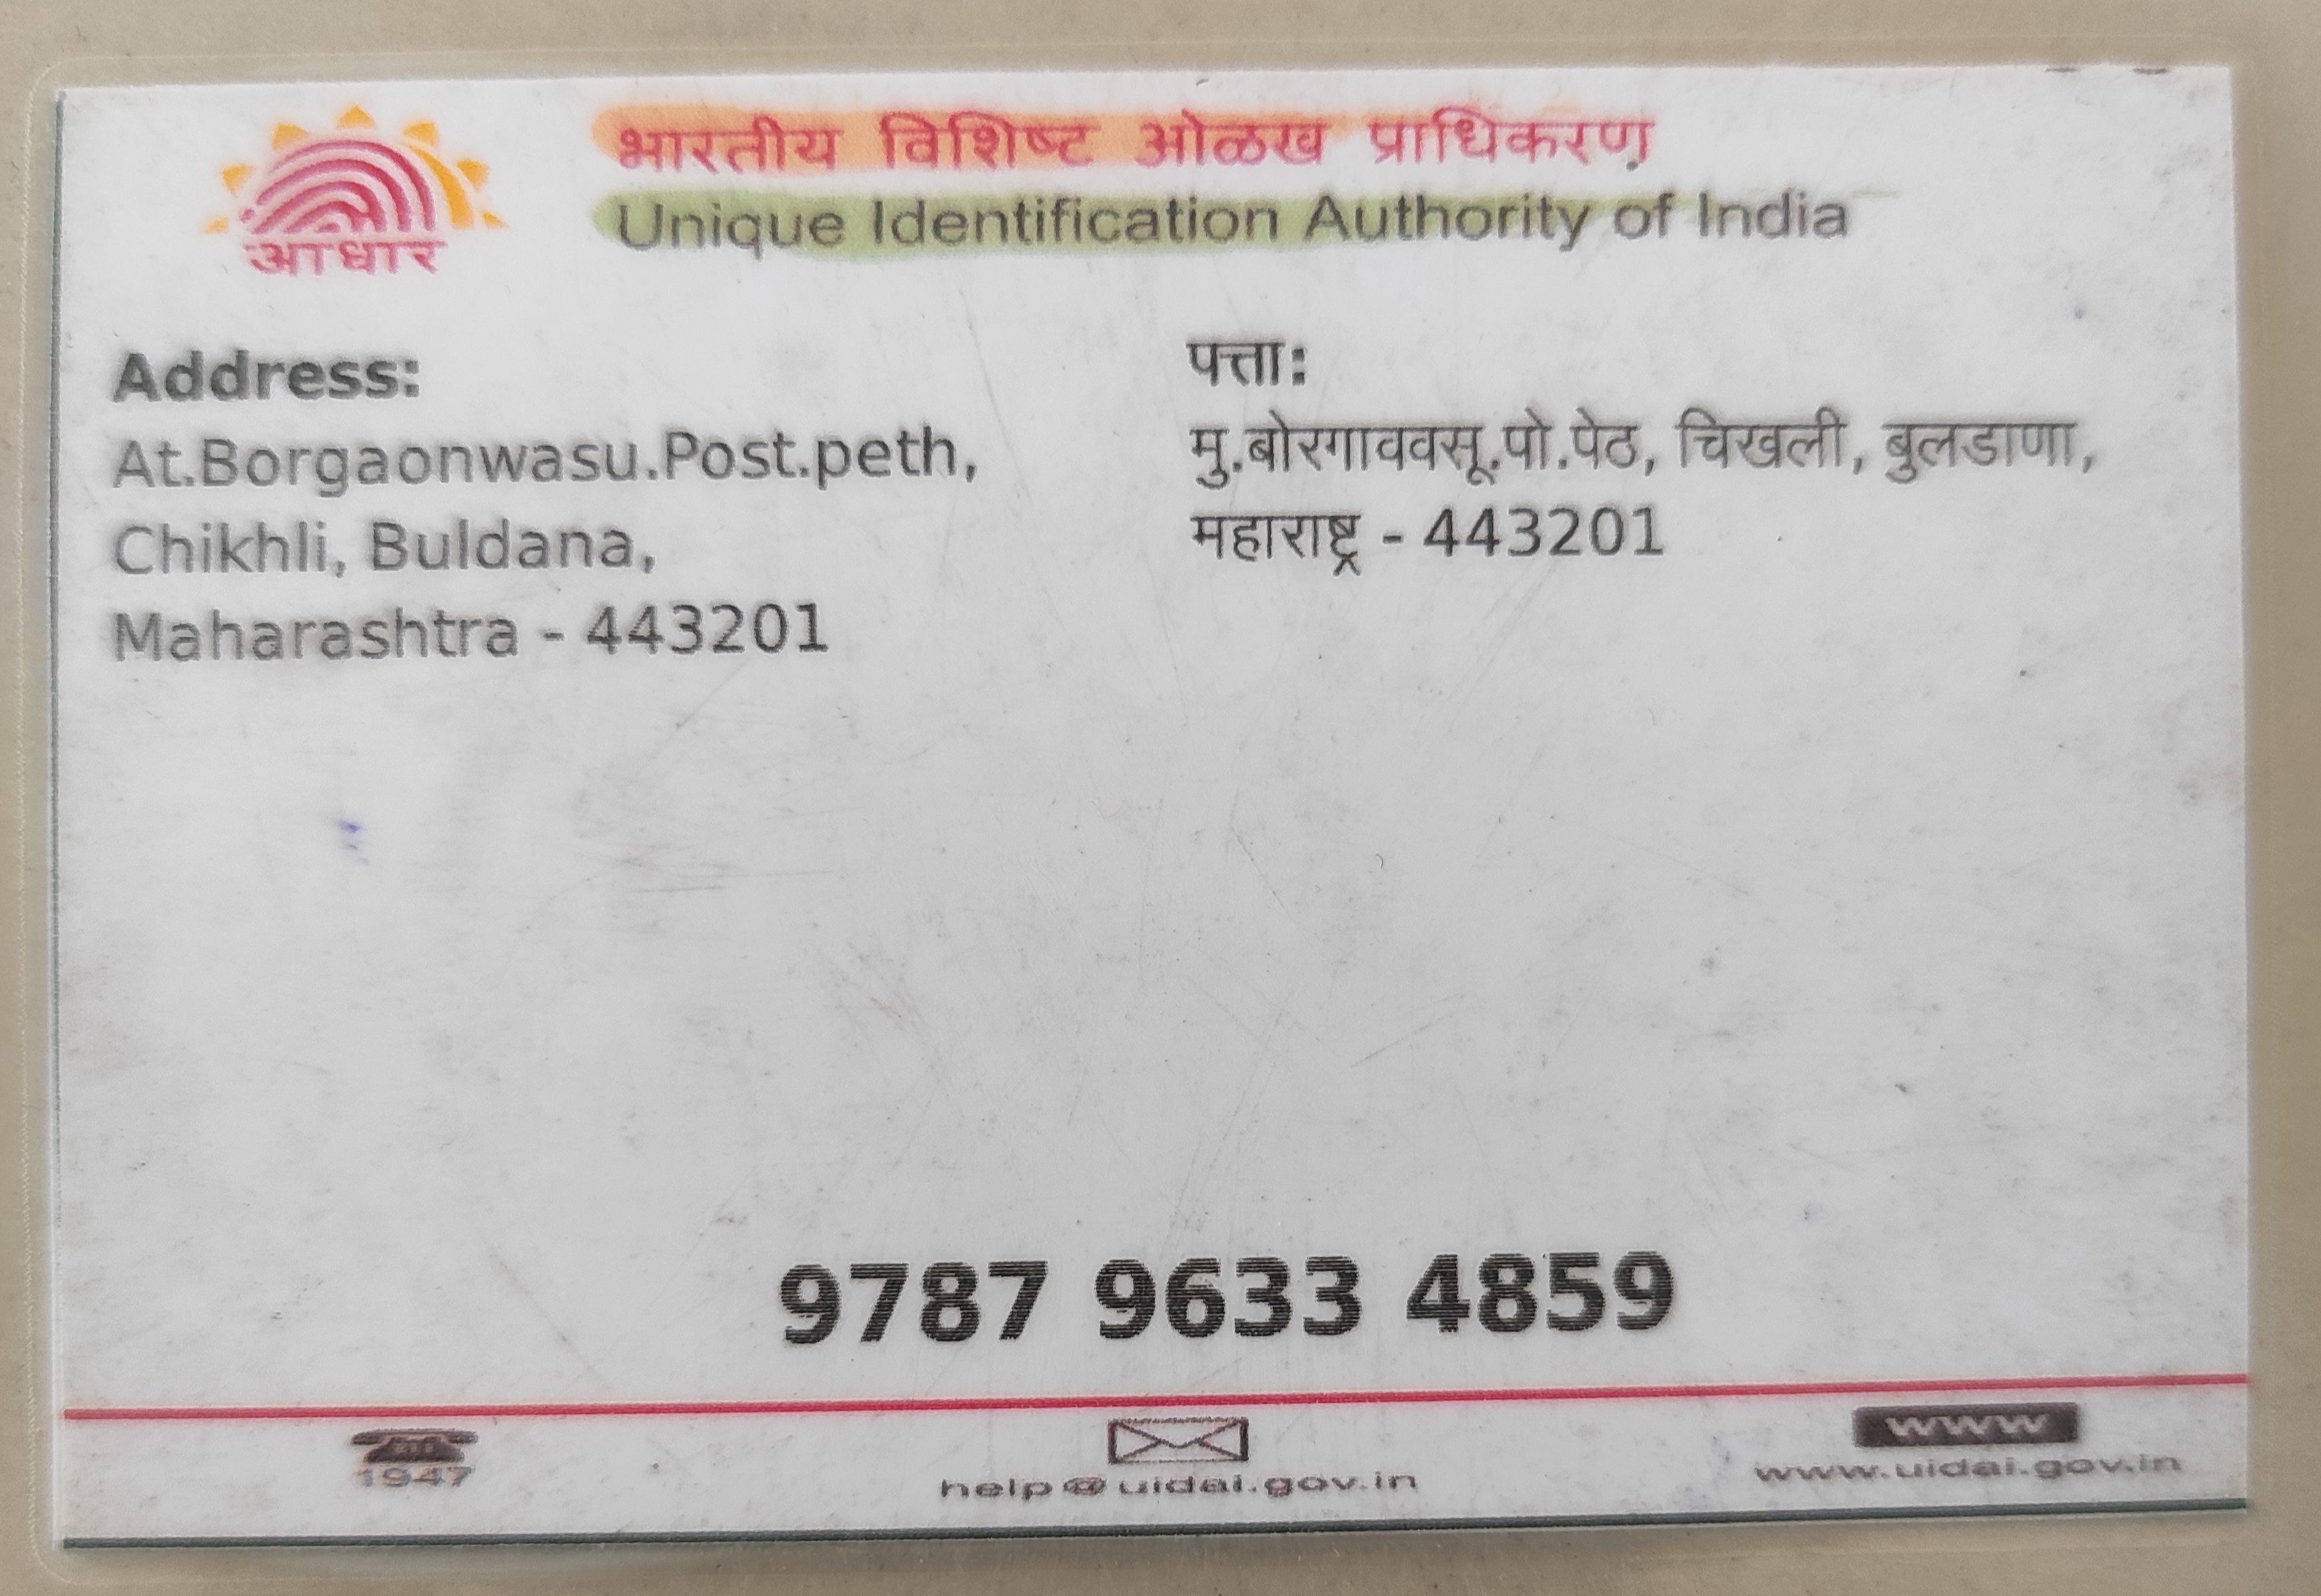 आधार
भारतीय विशिष्ट ओळख प्राधिकरण
Unique Identification Authority of India
Address:
At.Borgaonwasu.Post.peth,
Chikhli, Buldana,
Maharashtra - 443201
पत्ता:
मु.बोरगाववसू.पो.पेठ, चिखली, बुलडाणा,
महाराष्ट्र - 443201
9787 9633 4859
1947
help@uidai.gov.in
www
www.uidai.gov.in